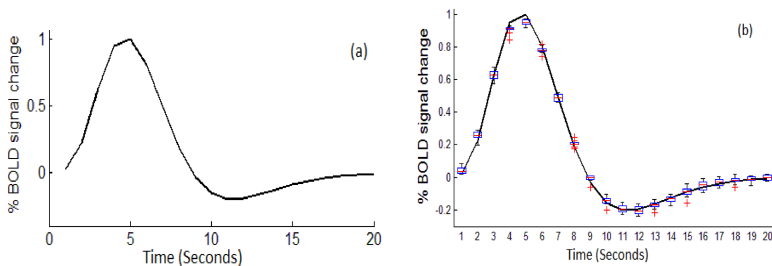 (a)
% BOLD signal change
1
0.5
0
0 5 10 15 20
Time (Seconds)
(b)
% BOLD signal change
1
0.8
0.6
0.4
0.2
0
-0.2
1 2 3 4 5 6 7 8 9 10 11 12 13 14 15 16 17 18 19 20
Time (Seconds)